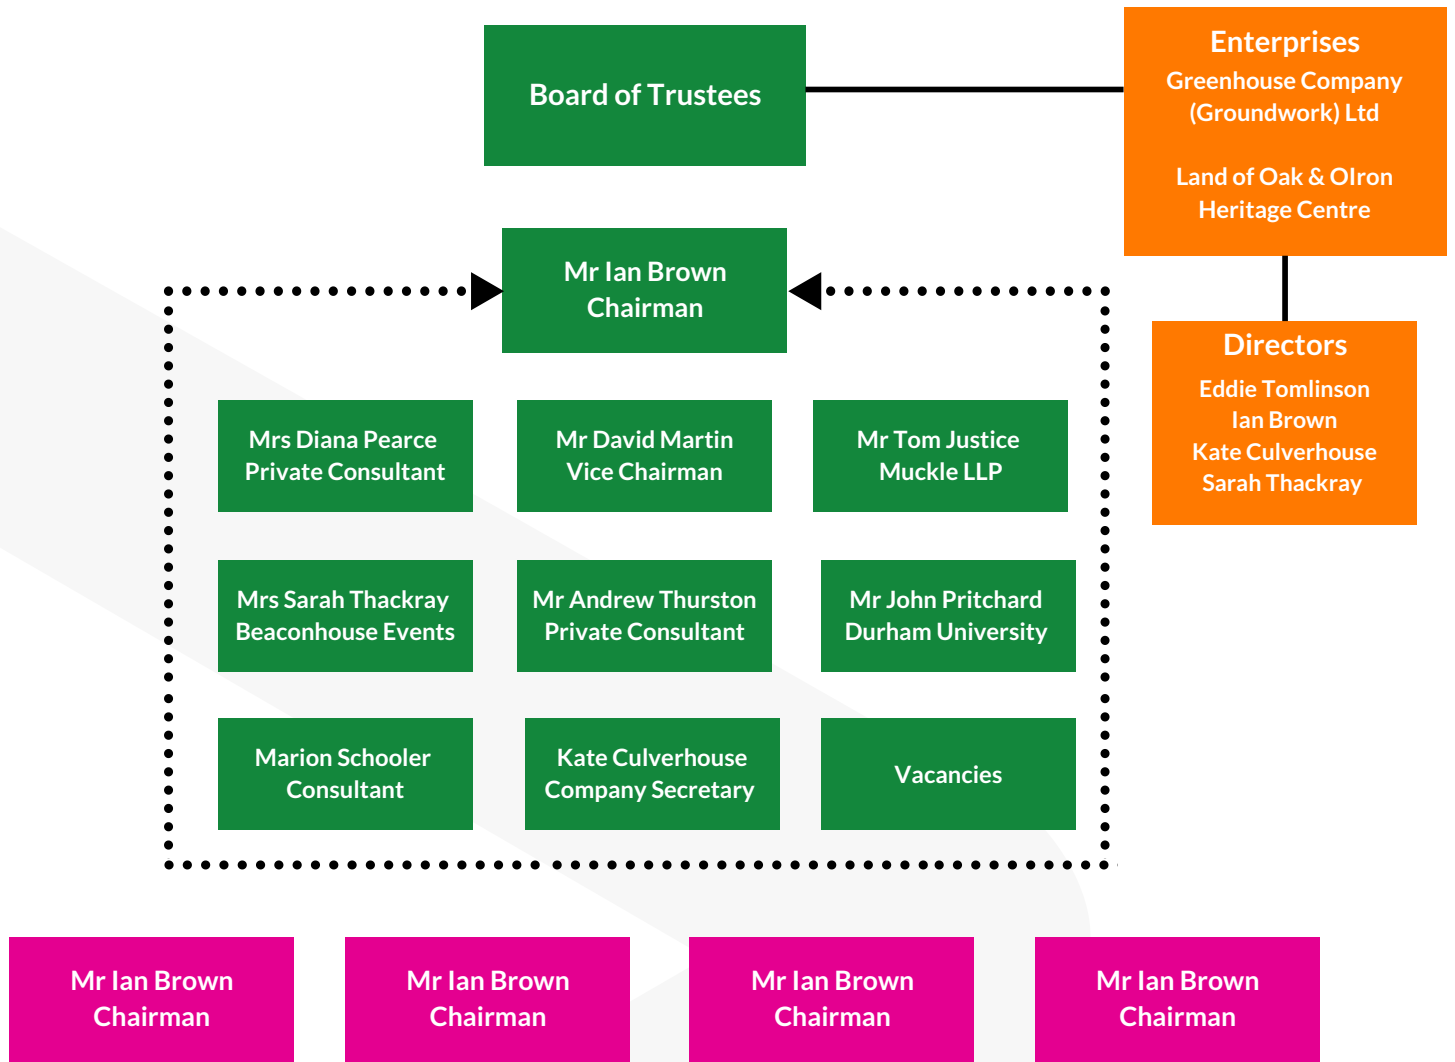 Board of Trustees
Enterprises
Greenhouse Company
(Groundwork) Ltd
Land of Oak & OIron
Heritage Centre
Mr Ian Brown
Chairman
Directors
Eddie Tomlinson
Ian Brown
Kate Culverhouse
Sarah Thackray
Mrs Diana Pearce
Private Consultant
Mr David Martin
Vice Chairman
Mr Tom Justice
Muckle LLP
Mrs Sarah Thackray
Beaconhouse Events
Mr Andrew Thurston
Private Consultant
Mr John Pritchard
Durham University
Marion Schooler
Consultant
Kate Culverhouse
Company Secretary
Vacancies
Mr Ian Brown
Chairman
Mr Ian Brown
Chairman
Mr Ian Brown
Chairman
Mr Ian Brown
Chairman